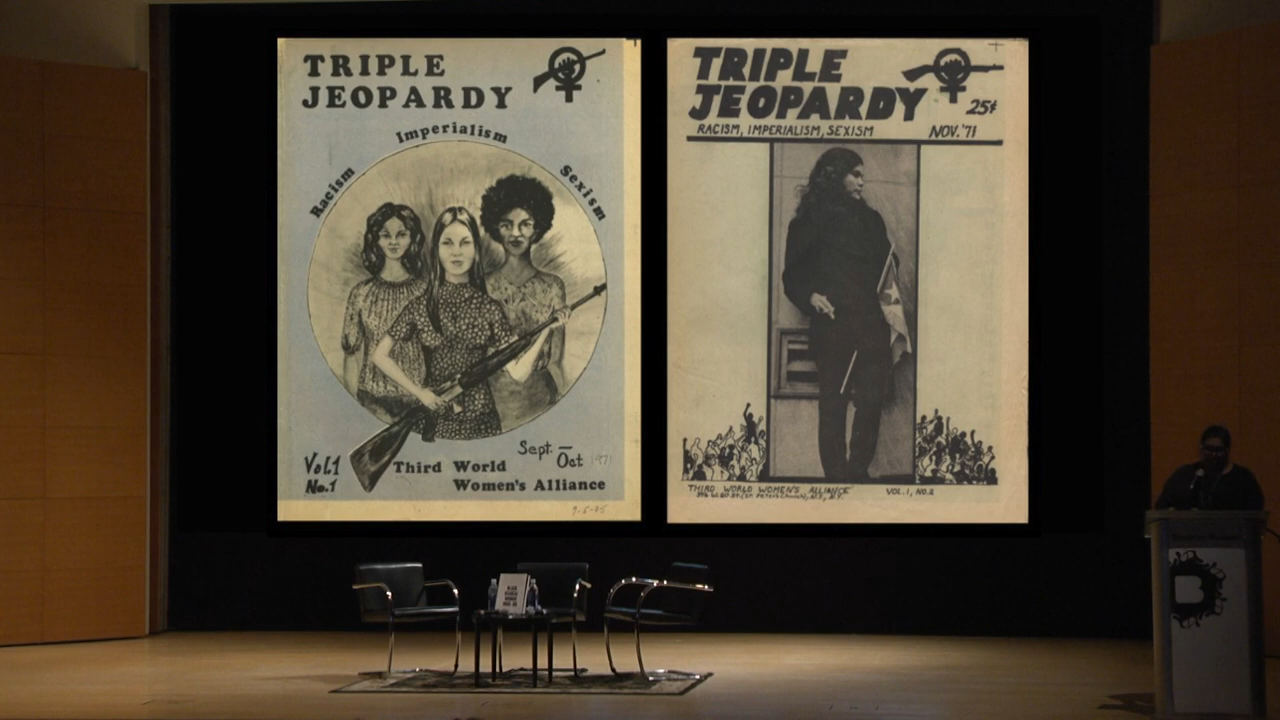 TRIPLE
JEOPARDY
Imperialism
Racism
Sexism
Vol.1
No.1
Sept.–
Oct 1971
Third World
Women's Alliance
TRIPLE
JEOPARDY
25¢
RACISM, IMPERIALISM, SEXISM
NOV. '71
THIRD WORLD WOMEN'S ALLIANCE
VOL.1, NO.2
B